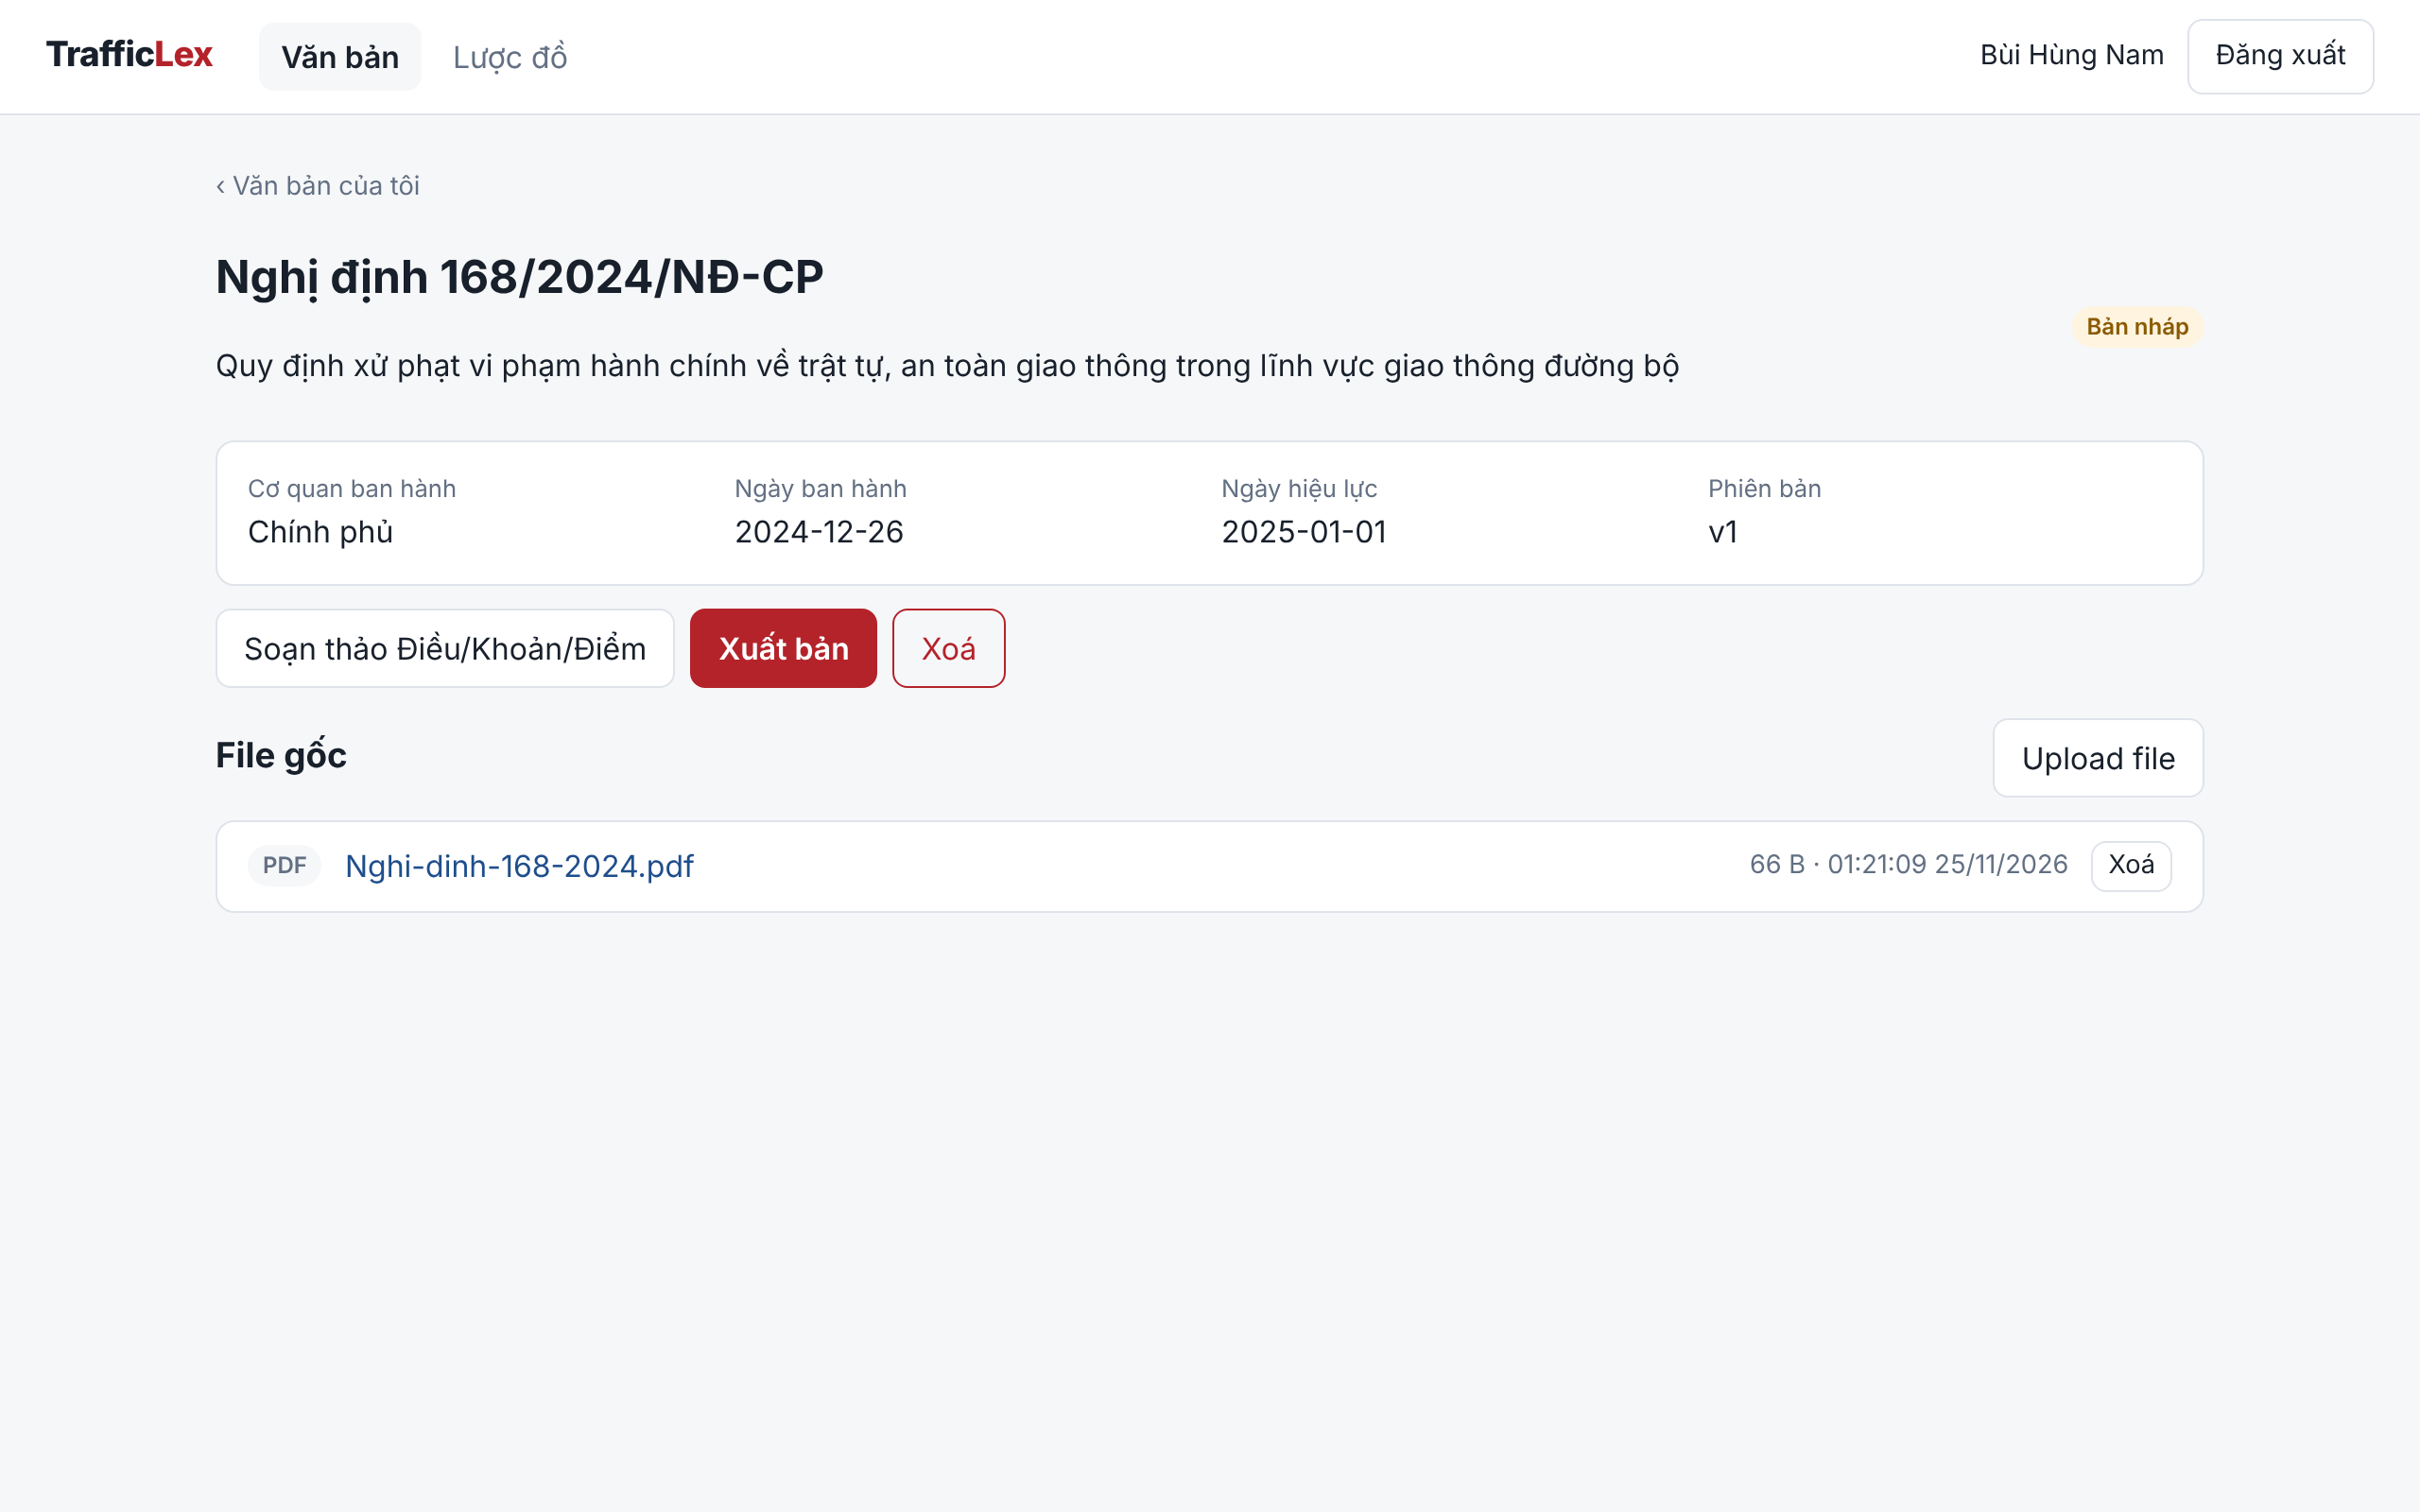 TrafficLex Văn bản Lược đồ Bùi Hùng Nam Đăng xuất
‹ Văn bản của tôi
Nghị định 168/2024/NĐ-CP
Bản nháp
Quy định xử phạt vi phạm hành chính về trật tự, an toàn giao thông trong lĩnh vực giao thông đường bộ
Cơ quan ban hành Ngày ban hành Ngày hiệu lực Phiên bản
Chính phủ 2024-12-26 2025-01-01 v1
Soạn thảo Điều/Khoản/Điểm Xuất bản Xoá
File gốc Upload file
PDF Nghi-dinh-168-2024.pdf 66 B · 01:21:09 25/11/2026 Xoá